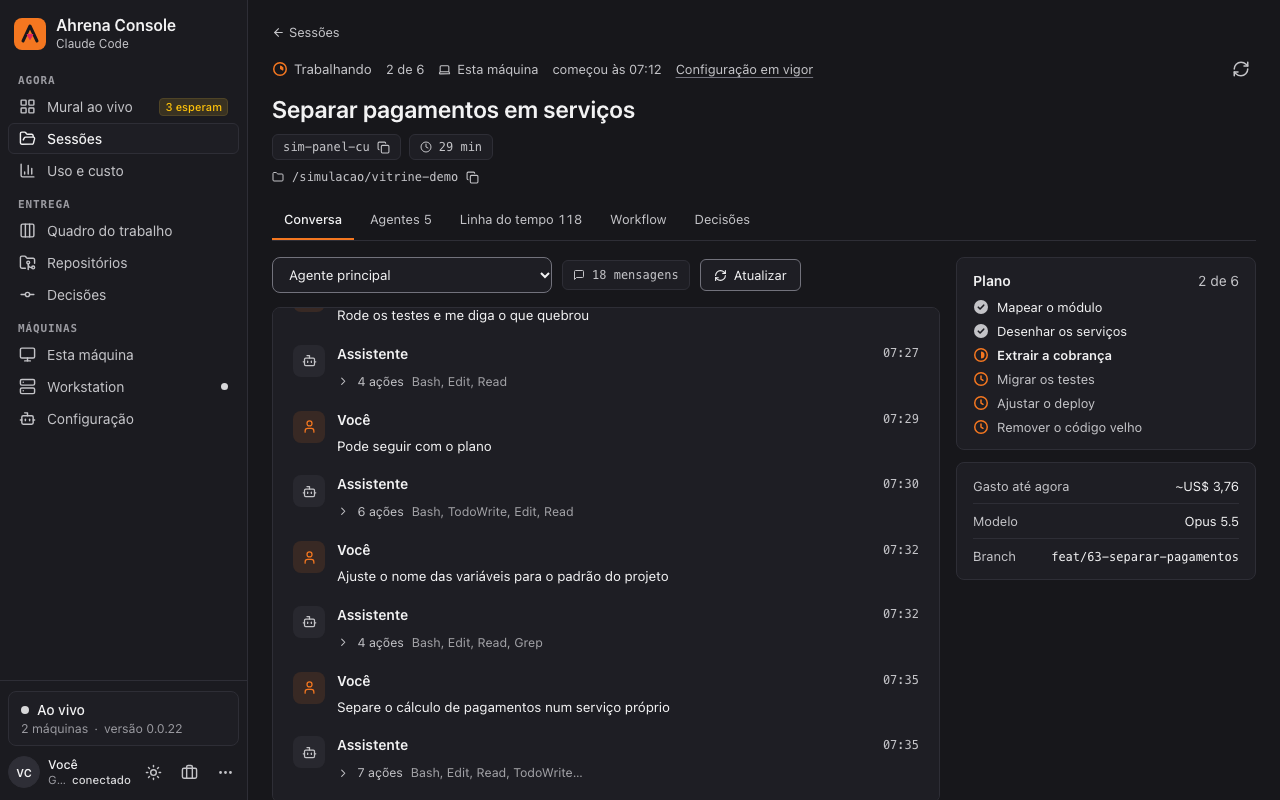 Ahrena Console
Claude Code
AGORA
Mural ao vivo
3 esperam
Sessões
Uso e custo
ENTREGA
Quadro do trabalho
Repositórios
Decisões
MÁQUINAS
Esta máquina
Workstation
Configuração
Ao vivo
2 máquinas · versão 0.0.22
VC
Você
G... conectado
← Sessões
Trabalhando 2 de 6 Esta máquina começou às 07:12 Configuração em vigor
Separar pagamentos em serviços
sim-panel-cu 29 min
/simulacao/vitrine-demo
Conversa Agentes 5 Linha do tempo 118 Workflow Decisões
Agente principal 18 mensagens Atualizar
Rode os testes e me diga o que quebrou
Assistente 07:27
4 ações Bash, Edit, Read
Você 07:29
Pode seguir com o plano
Assistente 07:30
6 ações Bash, TodoWrite, Edit, Read
Você 07:32
Ajuste o nome das variáveis para o padrão do projeto
Assistente 07:32
4 ações Bash, Edit, Read, Grep
Você 07:35
Separe o cálculo de pagamentos num serviço próprio
Assistente 07:35
7 ações Bash, Edit, Read, TodoWrite...
Plano 2 de 6
Mapear o módulo
Desenhar os serviços
Extrair a cobrança
Migrar os testes
Ajustar o deploy
Remover o código velho
Gasto até agora ~US$ 3,76
Modelo Opus 5.5
Branch feat/63-separar-pagamentos